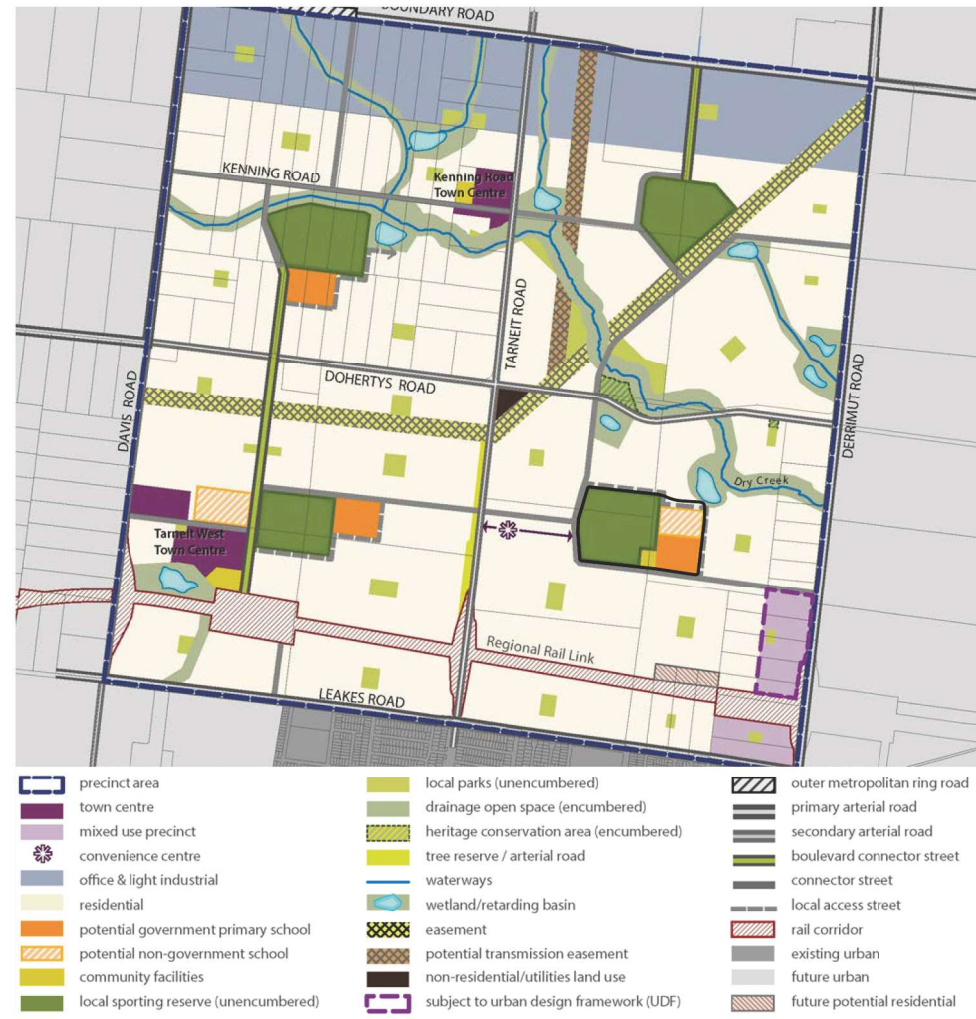 BOUNDARY ROAD
KENNING ROAD
Kenning Road
Town Centre
TARNEIT ROAD
DOHERTYS ROAD
DAVIS ROAD
DERRIMUT ROAD
Dry Creek
Tarneit West
Town Centre
Regional Rail Link
LEAKES ROAD
precinct area
town centre
mixed use precinct
convenience centre
office & light industrial
residential
potential government primary school
potential non-government school
community facilities
local sporting reserve (unencumbered)
local parks (unencumbered)
drainage open space (encumbered)
heritage conservation area (encumbered)
tree reserve / arterial road
waterways
wetland/retarding basin
easement
potential transmission easement
non-residential/utilities land use
subject to urban design framework (UDF)
outer metropolitan ring road
primary arterial road
secondary arterial road
boulevard connector street
connector street
local access street
rail corridor
existing urban
future urban
future potential residential